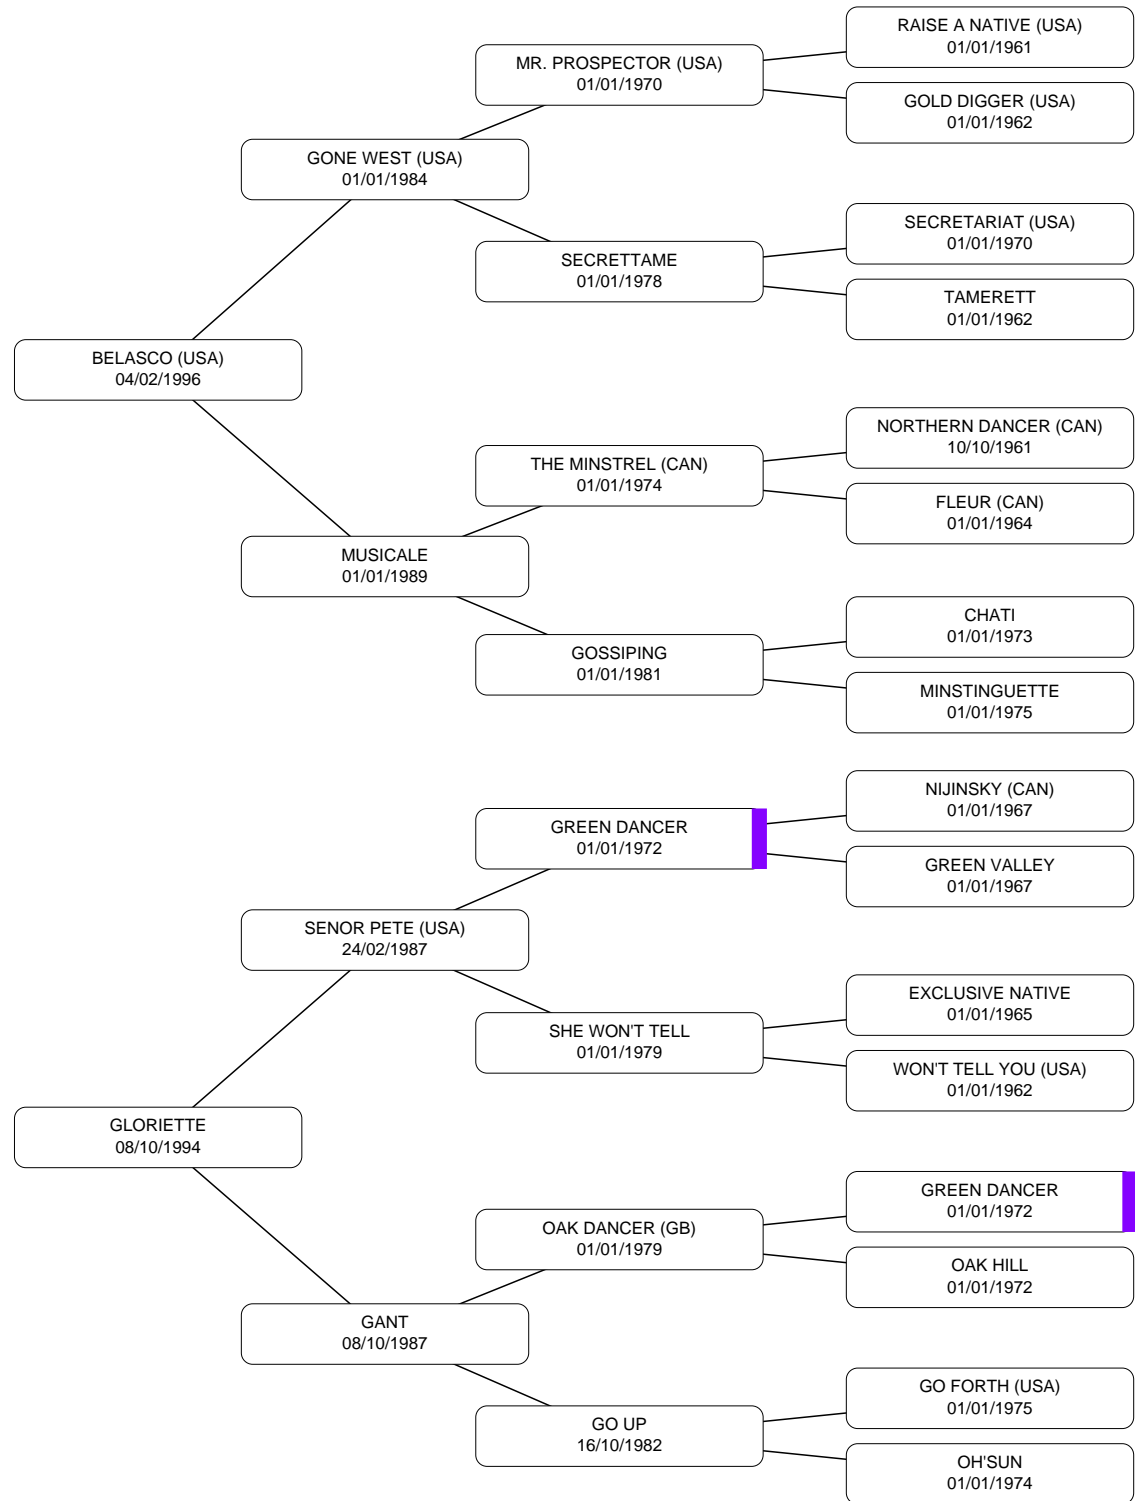 RAISE A NATIVE (USA)
01/01/1961
MR. PROSPECTOR (USA)
01/01/1970
GOLD DIGGER (USA)
01/01/1962
GONE WEST (USA)
01/01/1984
SECRETARIAT (USA)
01/01/1970
SECRETTAME
01/01/1978
TAMERETT
01/01/1962
BELASCO (USA)
04/02/1996
NORTHERN DANCER (CAN)
10/10/1961
THE MINSTREL (CAN)
01/01/1974
FLEUR (CAN)
01/01/1964
MUSICALE
01/01/1989
CHATI
01/01/1973
GOSSIPING
01/01/1981
MINSTINGUETTE
01/01/1975
NIJINSKY (CAN)
01/01/1967
GREEN DANCER
01/01/1972
GREEN VALLEY
01/01/1967
SENOR PETE (USA)
24/02/1987
EXCLUSIVE NATIVE
01/01/1965
SHE WON'T TELL
01/01/1979
WON'T TELL YOU (USA)
01/01/1962
GLORIETTE
08/10/1994
GREEN DANCER
01/01/1972
OAK DANCER (GB)
01/01/1979
OAK HILL
01/01/1972
GANT
08/10/1987
GO FORTH (USA)
01/01/1975
GO UP
16/10/1982
OH'SUN
01/01/1974